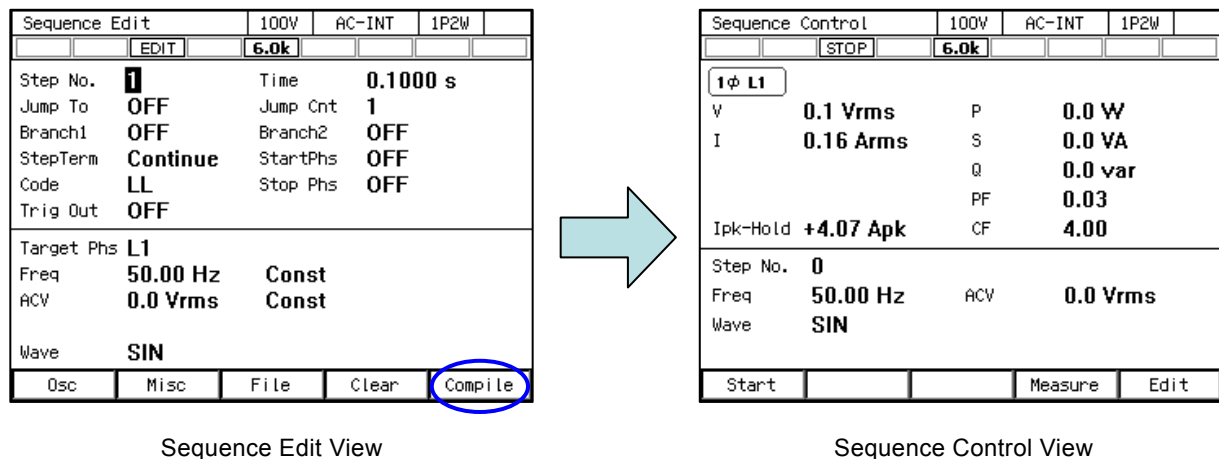 Sequence Edit 100V AC-INT 1P2W
EDIT 6.0k
Step No. 1 Time 0.1000 s
Jump To OFF Jump Cnt 1
Branch1 OFF Branch2 OFF
StepTerm Continue StartPhs OFF
Code LL Stop Phs OFF
Trig Out OFF
Target Phs L1
Freq 50.00 Hz Const
ACV 0.0 Vrms Const
Wave SIN
Osc Misc File Clear Compile
Sequence Edit View
Sequence Control 100V AC-INT 1P2W
STOP 6.0k
1ϕ L1
V 0.1 Vrms P 0.0 W
I 0.16 Arms S 0.0 VA
Q 0.0 var
PF 0.03
Ipk-Hold +4.07 Apk CF 4.00
Step No. 0
Freq 50.00 Hz ACV 0.0 Vrms
Wave SIN
Start Measure Edit
Sequence Control View